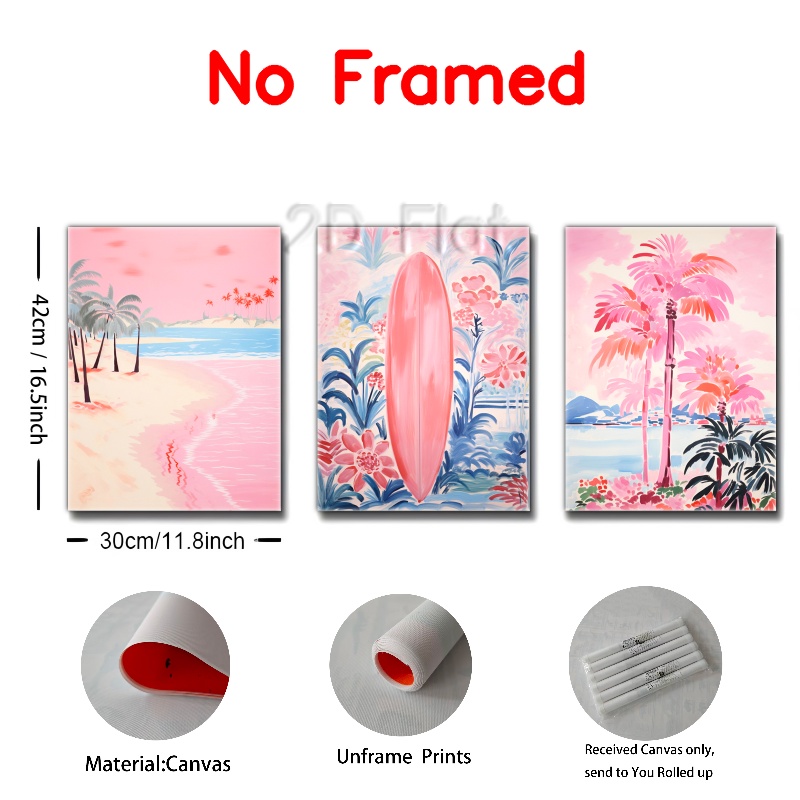 No Framed
2D Flat
42cm / 16.5inch
30cm/11.8inch
Material:Canvas
Unframe Prints
Received Canvas only,
send to You Rolled up